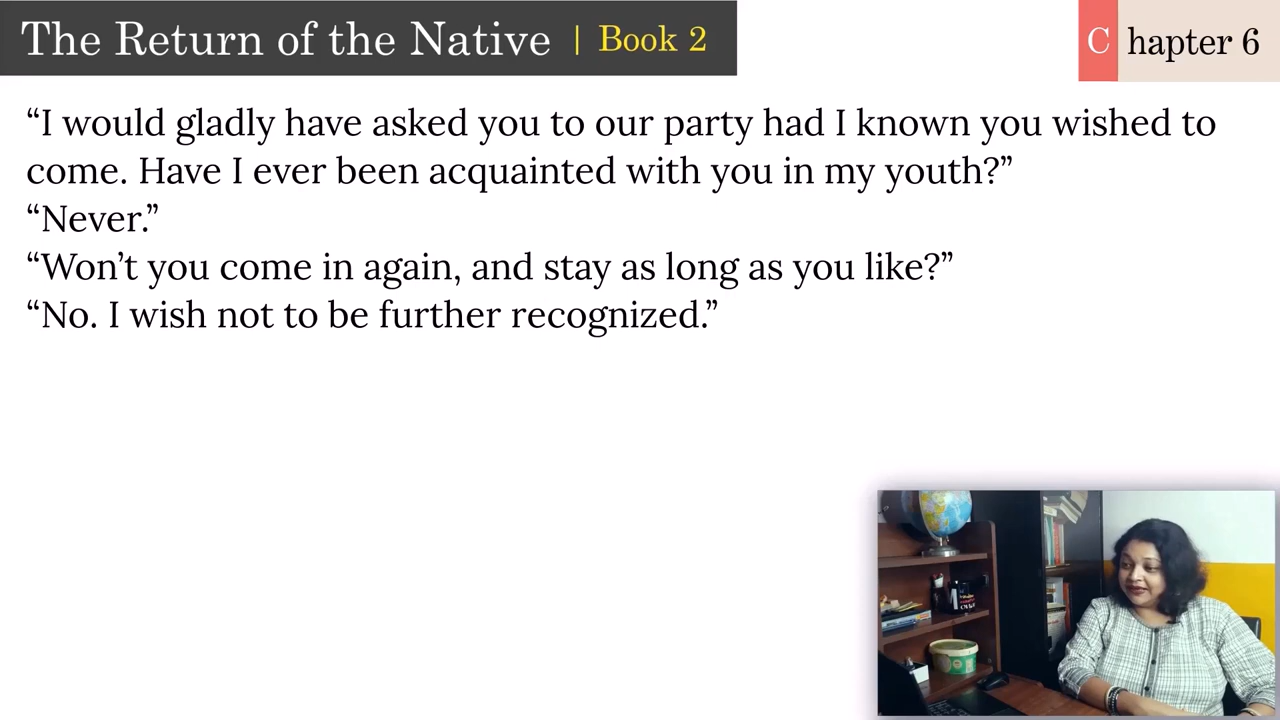 The Return of the Native | Book 2
Chapter 6
“I would gladly have asked you to our party had I known you wished to
come. Have I ever been acquainted with you in my youth?”
“Never.”
“Won’t you come in again, and stay as long as you like?”
“No. I wish not to be further recognized.”